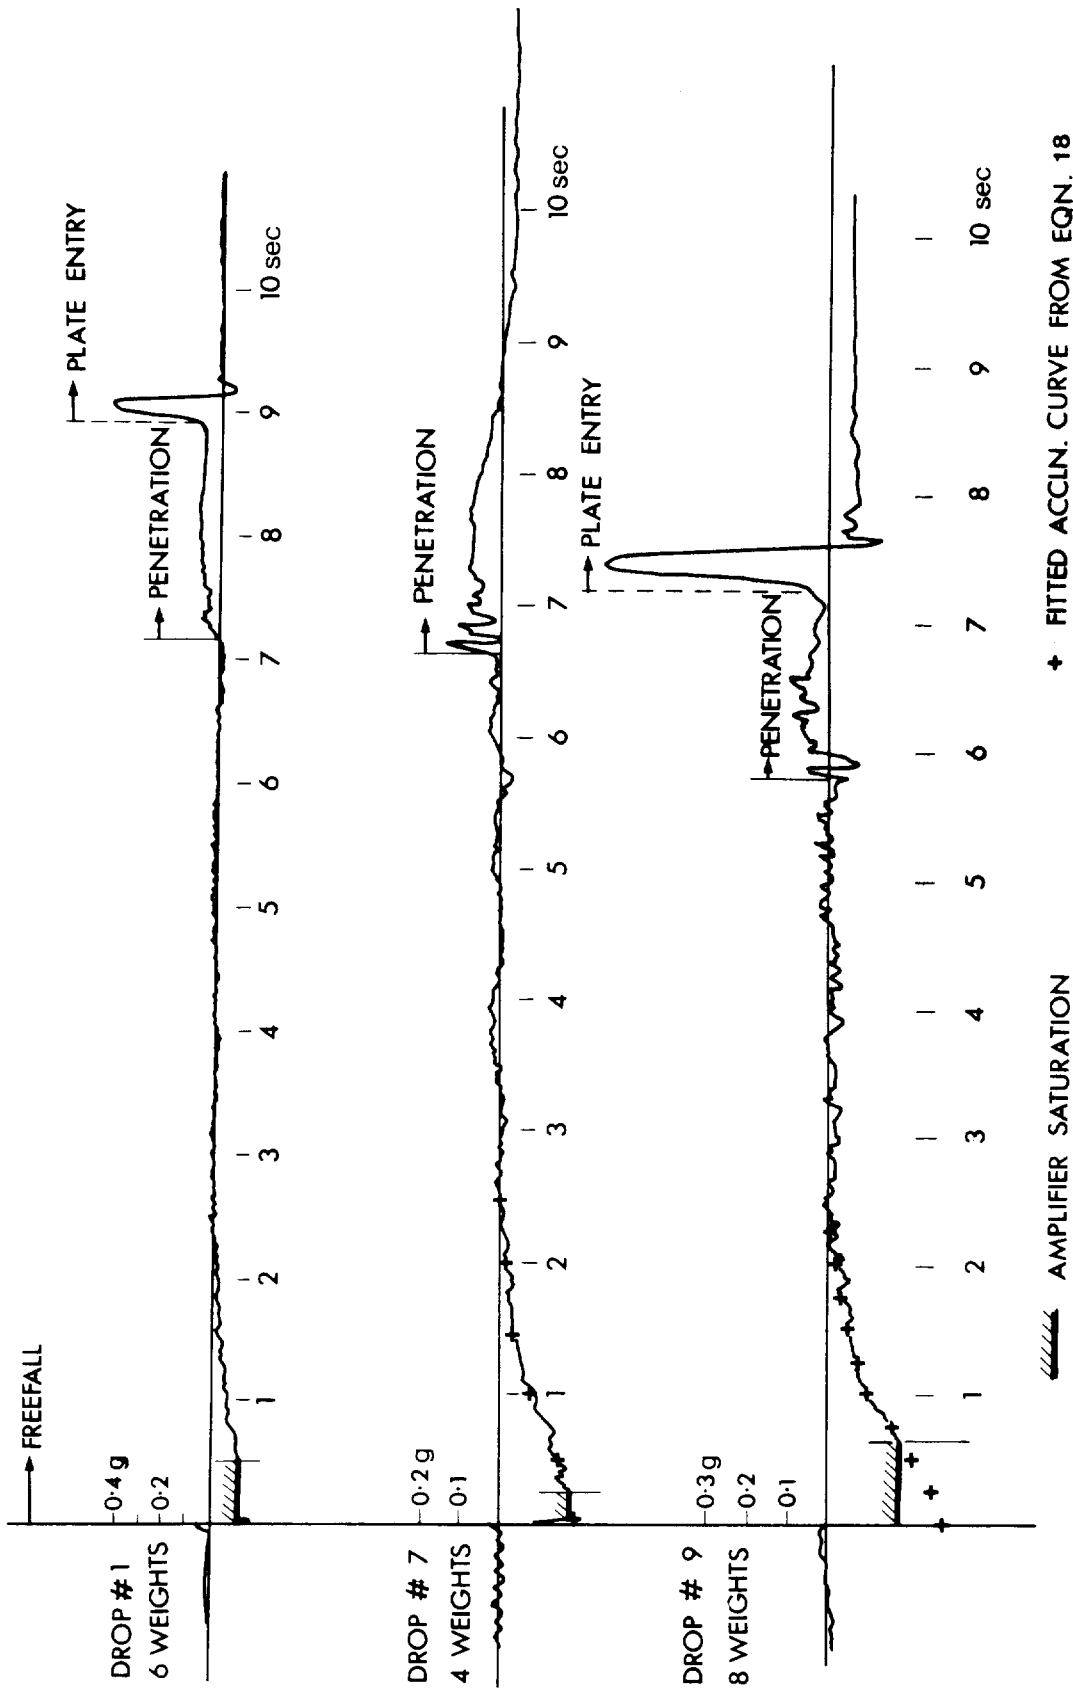 FREEFALL
DROP #1
6 WEIGHTS
0.4 g
0.2
PENETRATION
PLATE ENTRY
1 2 3 4 5 6 7 8 9 10 sec
DROP # 7
4 WEIGHTS
0.2 g
0.1
PENETRATION
1 2 3 4 5 6 7 8 9 10 sec
DROP # 9
8 WEIGHTS
0.3 g
0.2
0.1
PENETRATION
PLATE ENTRY
1 2 3 4 5 6 7 8 9 10 sec
AMPLIFIER SATURATION
+ FITTED ACCLN. CURVE FROM EQN. 18